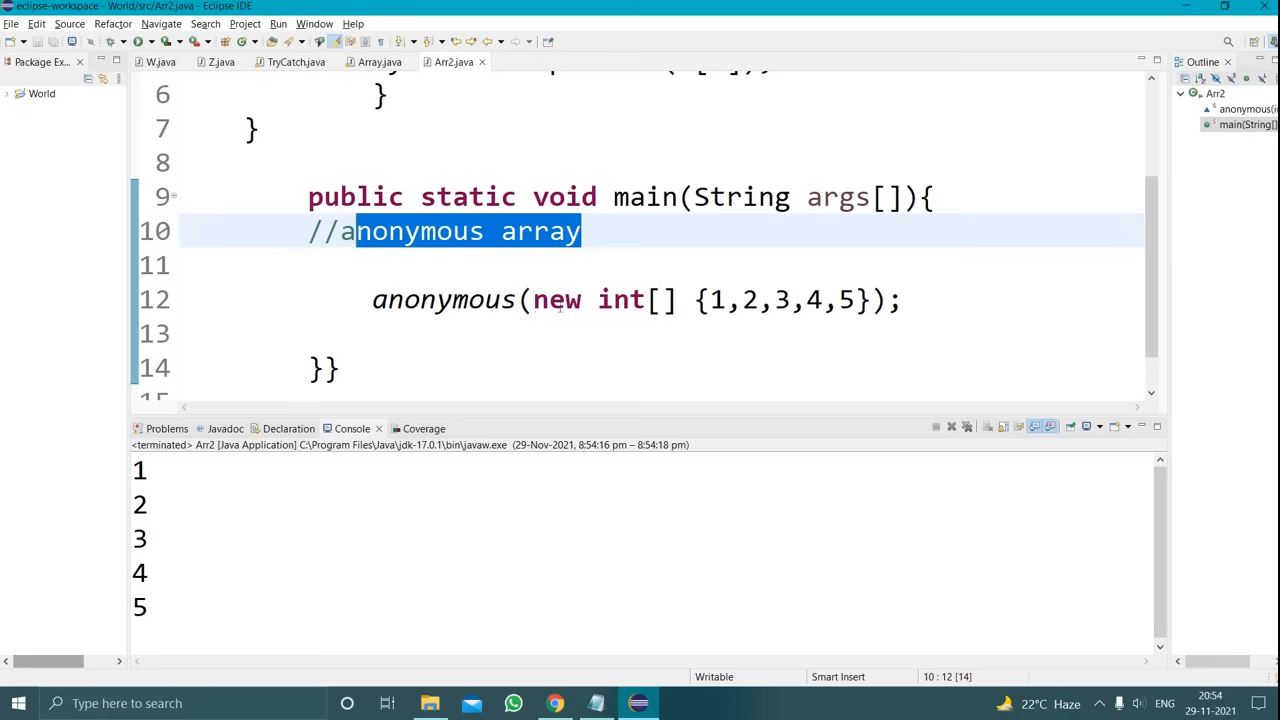 eclipse-workspace - World/src/Arr2.java - Eclipse IDE
File Edit Source Refactor Navigate Search Project Run Window Help
Package Ex... W.java Z.java TryCatch.java Array.java Arr2.java Outline
World
Arr2
anonymous(i
main(String[]
6 }
7 }
8
9 public static void main(String args[]){
10 //anonymous array
11
12 anonymous(new int[] {1,2,3,4,5});
13
14 }}
15
Problems Javadoc Declaration Console Coverage
<terminated> Arr2 [Java Application] C:\Program Files\Java\jdk-17.0.1\bin\javaw.exe (29-Nov-2021, 8:54:16 pm – 8:54:18 pm)
1
2
3
4
5
Writable Smart Insert 10 : 12 [14]
Type here to search 22°C Haze ENG 20:54
29-11-2021